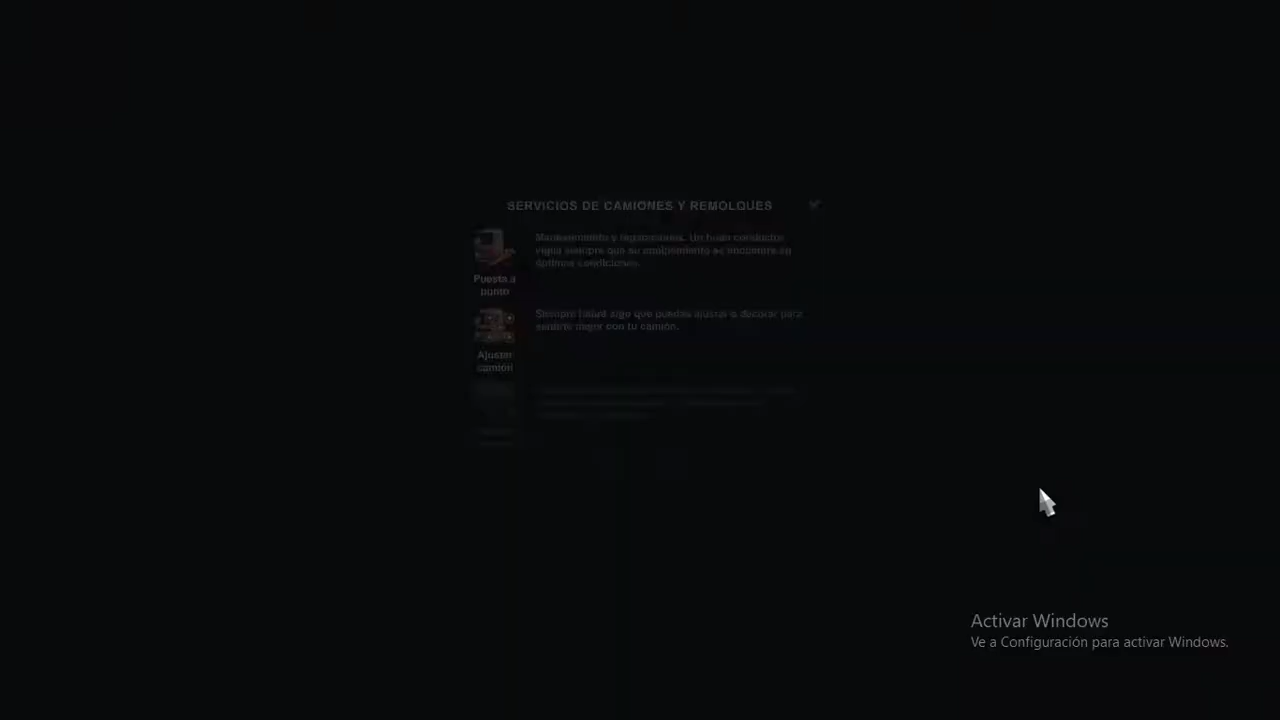 SERVICIOS DE CAMIONES Y REMOLQUES
Mantenimiento y reparaciones. Un buen conductor
vigila siempre que su equipamiento se encuentre en
óptimas condiciones.
Puesta a
punto
Siempre habrá algo que puedas ajustar o decorar para
sentirte mejor con tu camión.
Ajustar
camión
Activar Windows
Ve a Configuración para activar Windows.